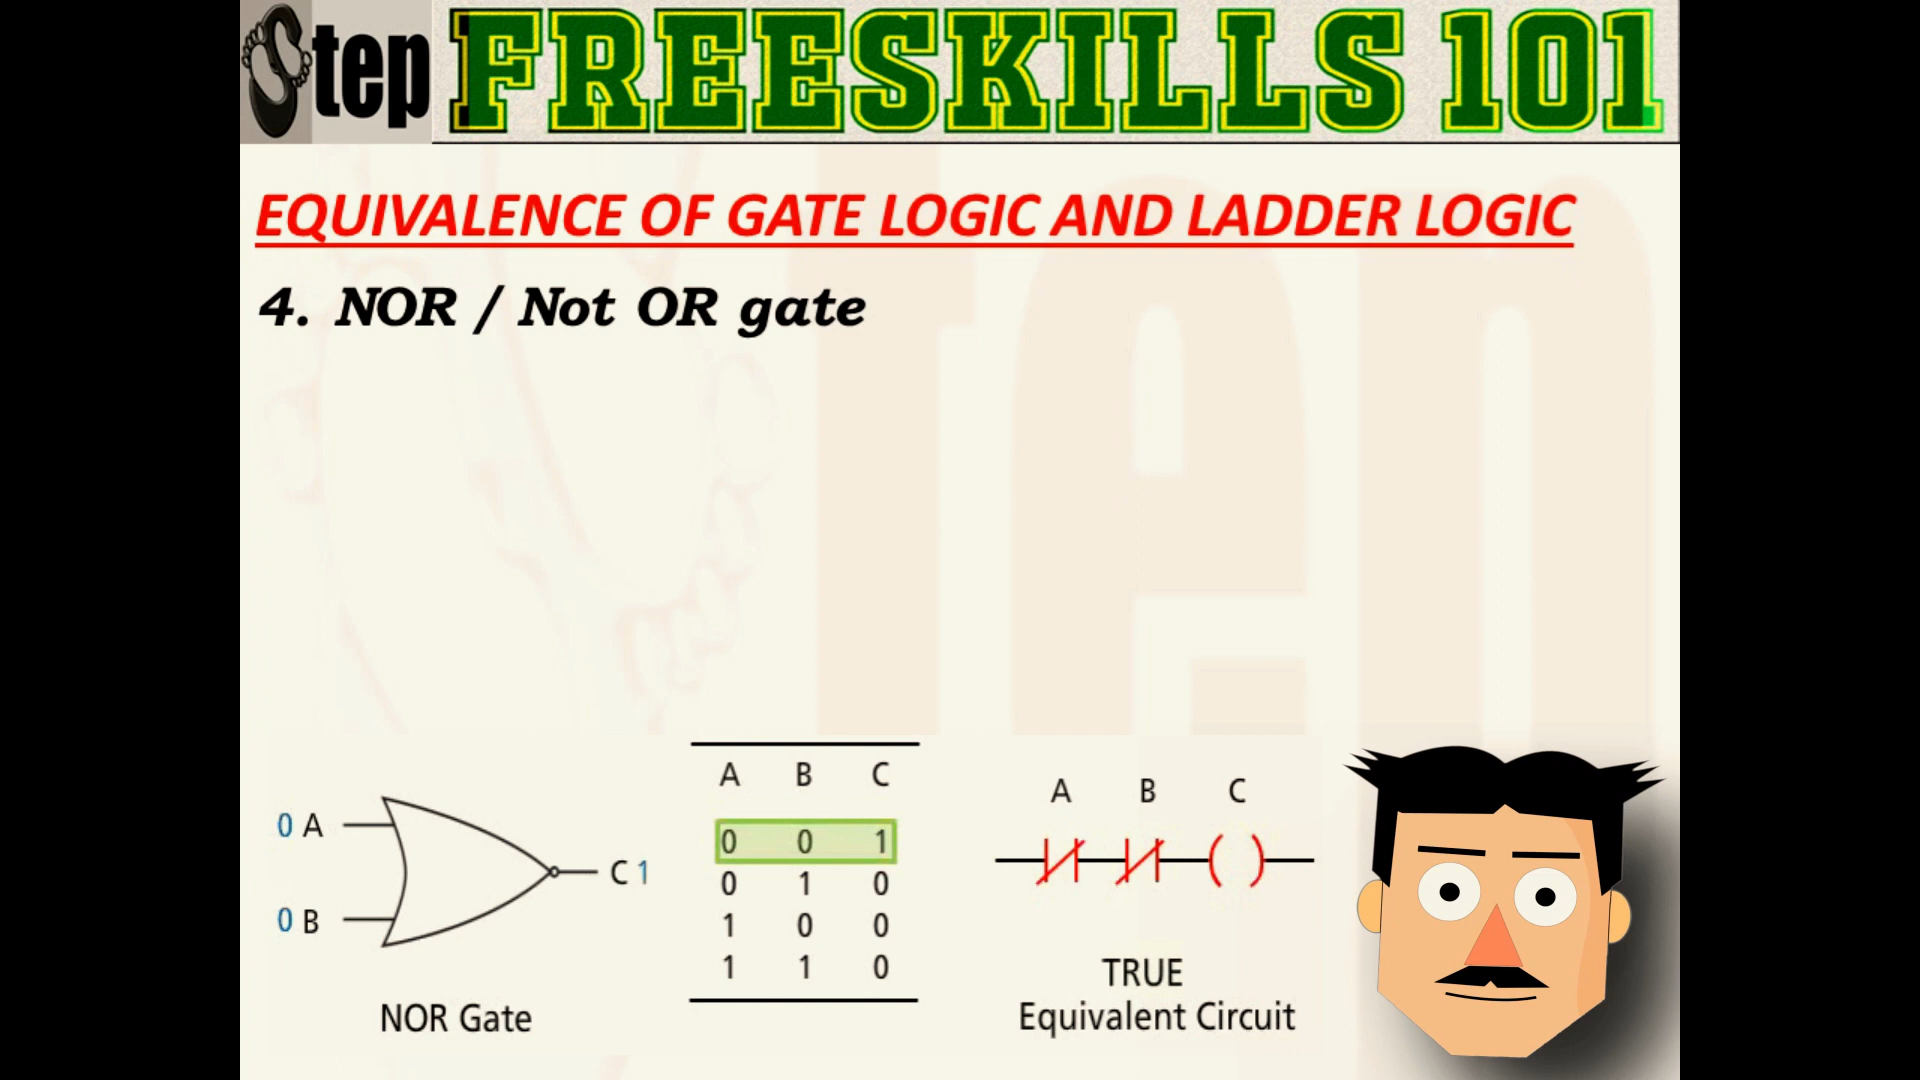 Step FREESKILLS 101
EQUIVALENCE OF GATE LOGIC AND LADDER LOGIC
4. NOR / Not OR gate
0 A
0 B
C 1
NOR Gate
A B C
0 0 1
0 1 0
1 0 0
1 1 0
A B C
TRUE
Equivalent Circuit